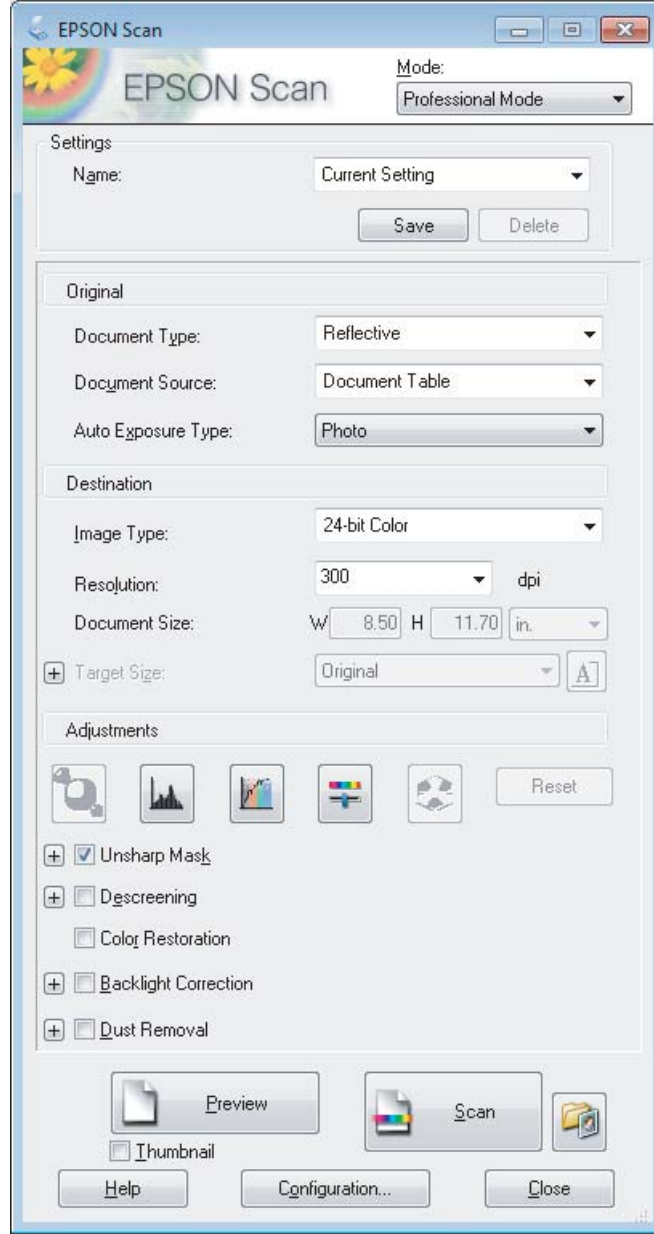 EPSON Scan
EPSON Scan
Mode:
Professional Mode
Settings
Name: Current Setting
Save Delete
Original
Document Type: Reflective
Document Source: Document Table
Auto Exposure Type: Photo
Destination
Image Type: 24-bit Color
Resolution: 300 dpi
Document Size: W 8.50 H 11.70 in.
Target Size: Original A
Adjustments
Reset
Unsharp Mask
Descreening
Color Restoration
Backlight Correction
Dust Removal
Preview Scan
Thumbnail
Help Configuration... Close